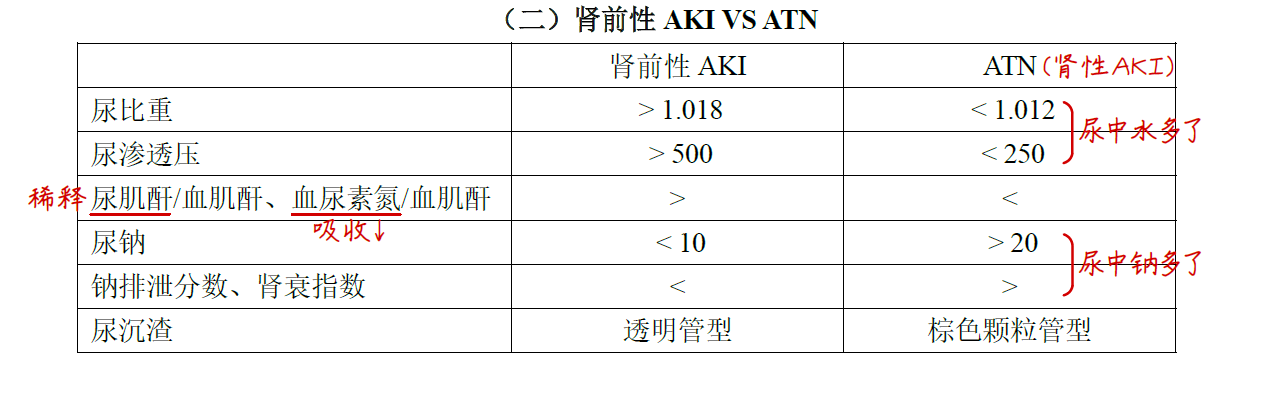 （二）肾前性 AKI VS ATN
肾前性 AKI ATN(肾性AKI)
尿比重 > 1.018 < 1.012
尿中水多了
尿渗透压 > 500 < 250
稀释 尿肌酐/血肌酐、血尿素氮/血肌酐 > <
吸收↓
尿钠 < 10 > 20
尿中钠多了
钠排泄分数、肾衰指数 < >
尿沉渣 透明管型 棕色颗粒管型